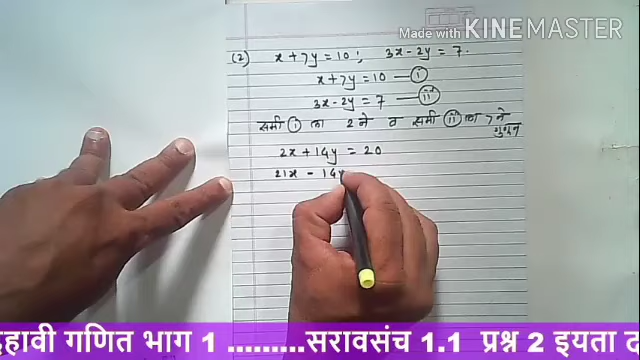 Made with KINEMASTER
(2) x + 7y = 10 ; 3x - 2y = 7.
x + 7y = 10 — ⓘ
3x - 2y = 7 — ⓘⓘ
समी ⓘ ला 2 ने व समी ⓘⓘ ला 7 ने
गुणून
2x + 14y = 20
21x - 14y
हावी गणित भाग 1 .........सरावसंच 1.1 प्रश्न 2 इयता